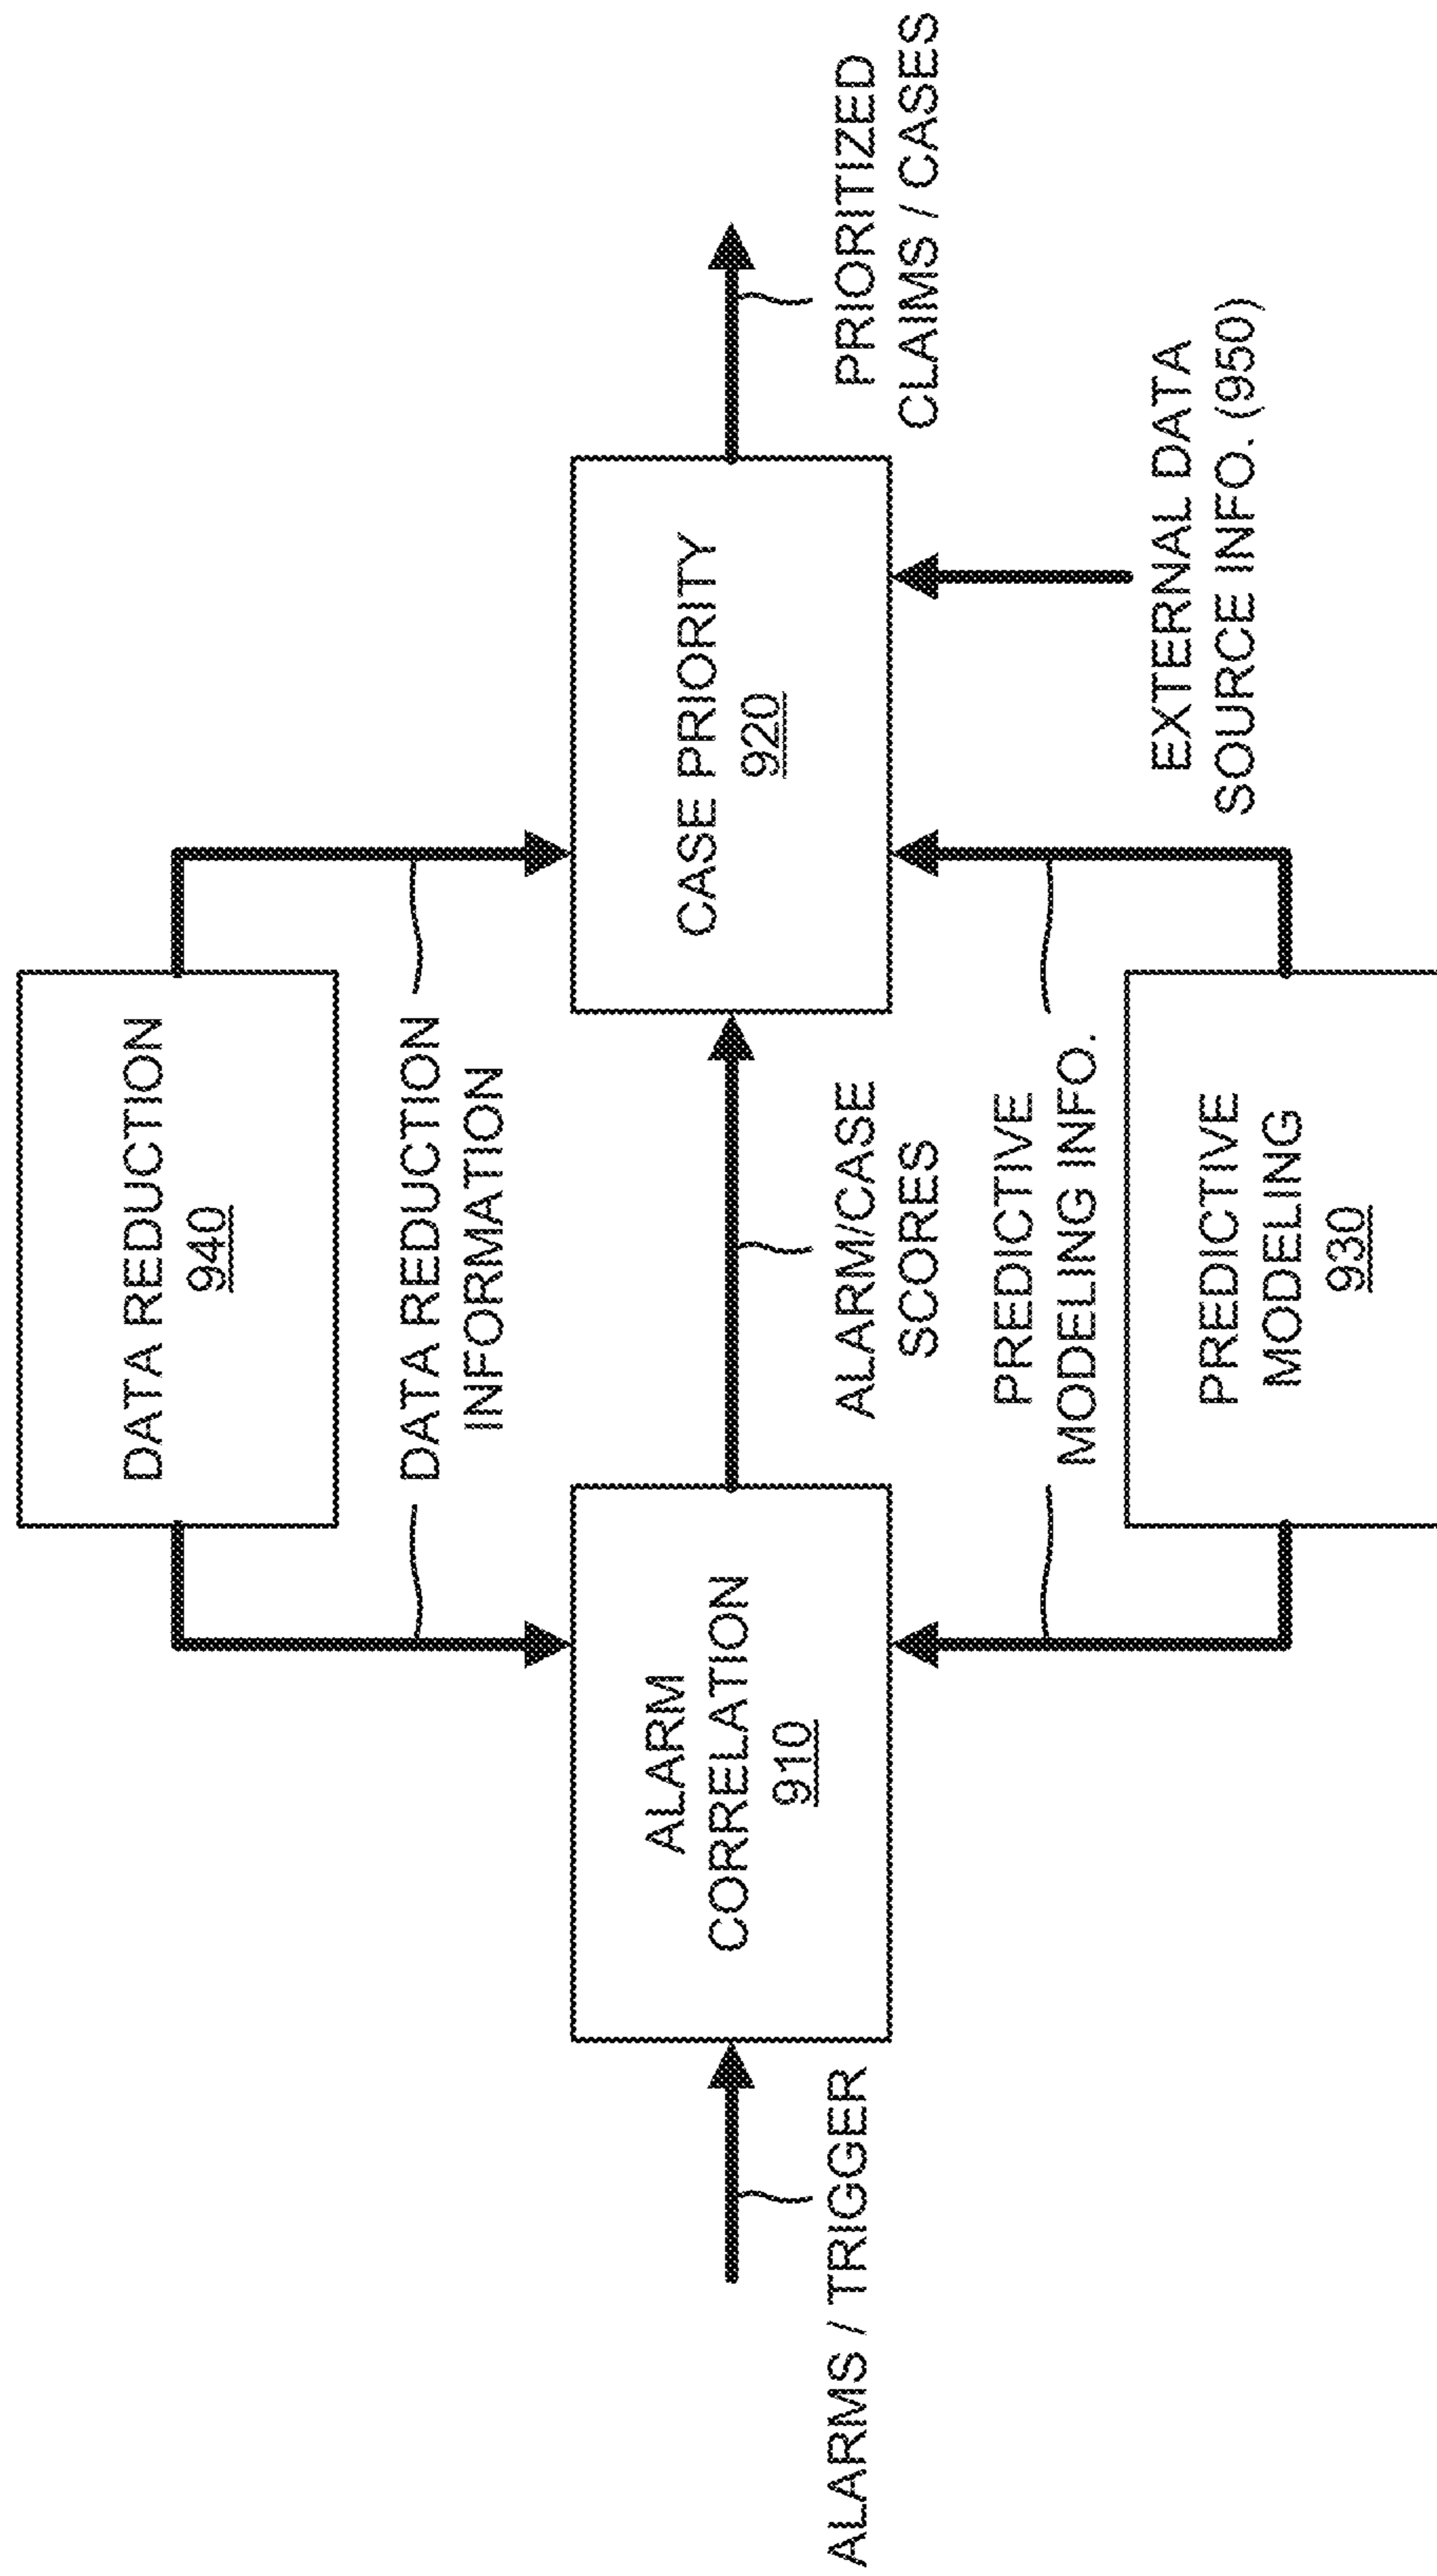 DATA REDUCTION
940
DATA REDUCTION
INFORMATION
ALARMS / TRIGGER
ALARM
CORRELATION
910
ALARM/CASE
SCORES
CASE PRIORITY
920
PRIORITIZED
CLAIMS / CASES
PREDICTIVE
MODELING INFO.
EXTERNAL DATA
SOURCE INFO. (950)
PREDICTIVE
MODELING
930